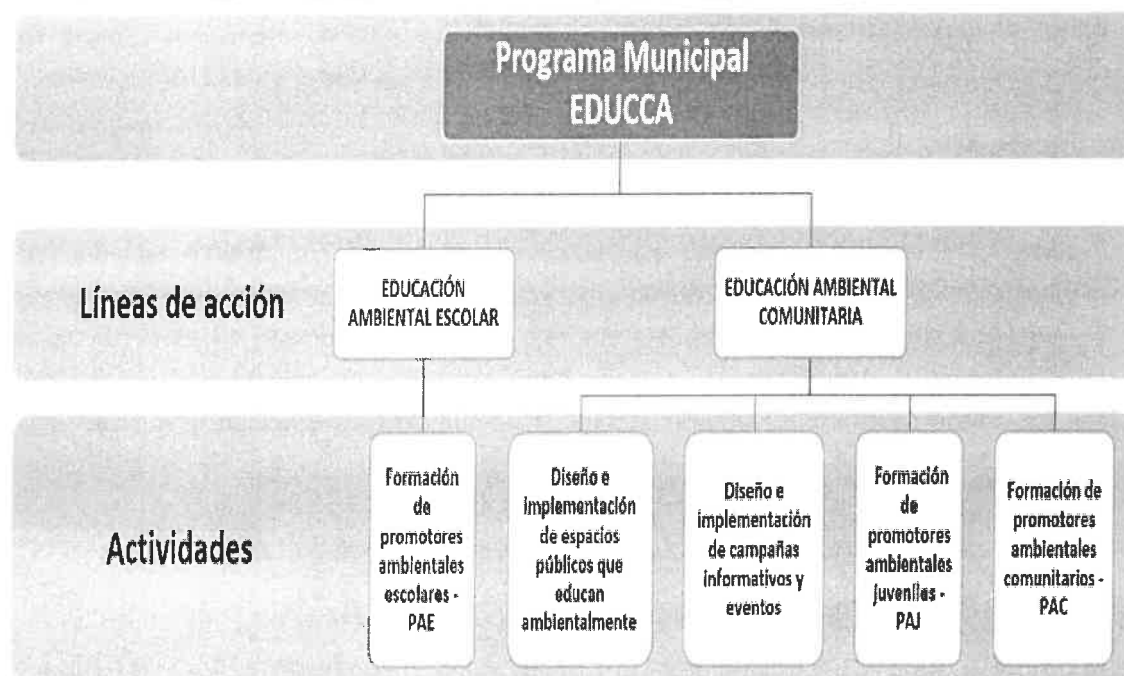 Programa Municipal
EDUCCA
Líneas de acción
EDUCACIÓN
AMBIENTAL ESCOLAR
EDUCACIÓN AMBIENTAL
COMUNITARIA
Actividades
Formación
de
promotores
ambientales
escolares -
PAE
Diseño e
implementación
de espacios
públicos que
educan
ambientalmente
Diseño e
implementación
de campañas
informativos y
eventos
Formación
de
promotores
ambientales
juveniles -
PAJ
Formación de
promotores
ambientales
comunitarios -
PAC